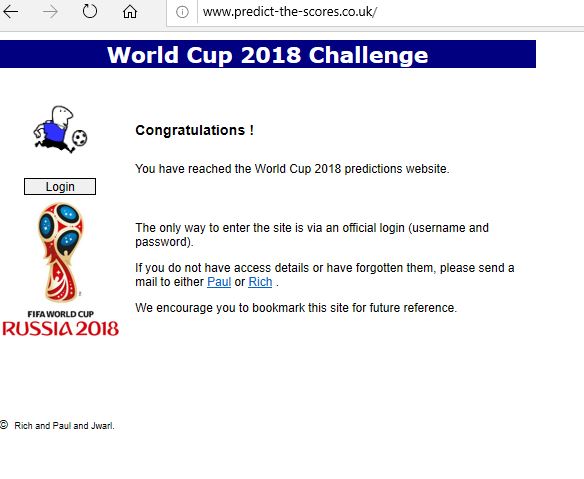 www.predict-the-scores.co.uk/
World Cup 2018 Challenge
Congratulations !
You have reached the World Cup 2018 predictions website.
Login
The only way to enter the site is via an official login (username and
password).
If you do not have access details or have forgotten them, please send a
mail to either Paul or Rich .
We encourage you to bookmark this site for future reference.
FIFA WORLD CUP
RUSSIA 2018
© Rich and Paul and Jwarl.